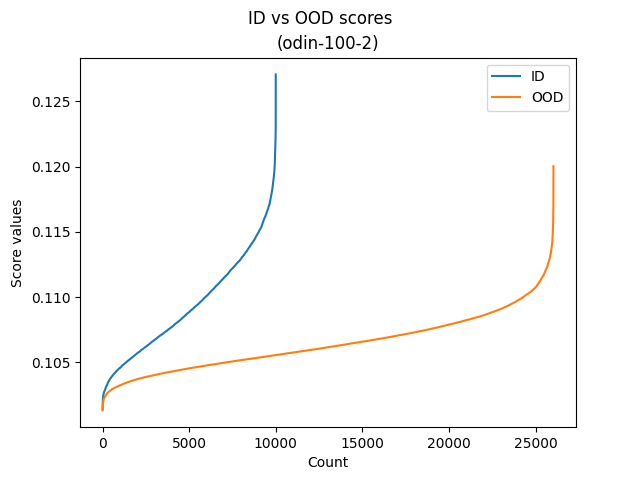 ID vs OOD scores
(odin-100-2)
ID
OOD
0.125
0.120
0.115
0.110
0.105
Score values
0
5000
10000
15000
20000
25000
Count